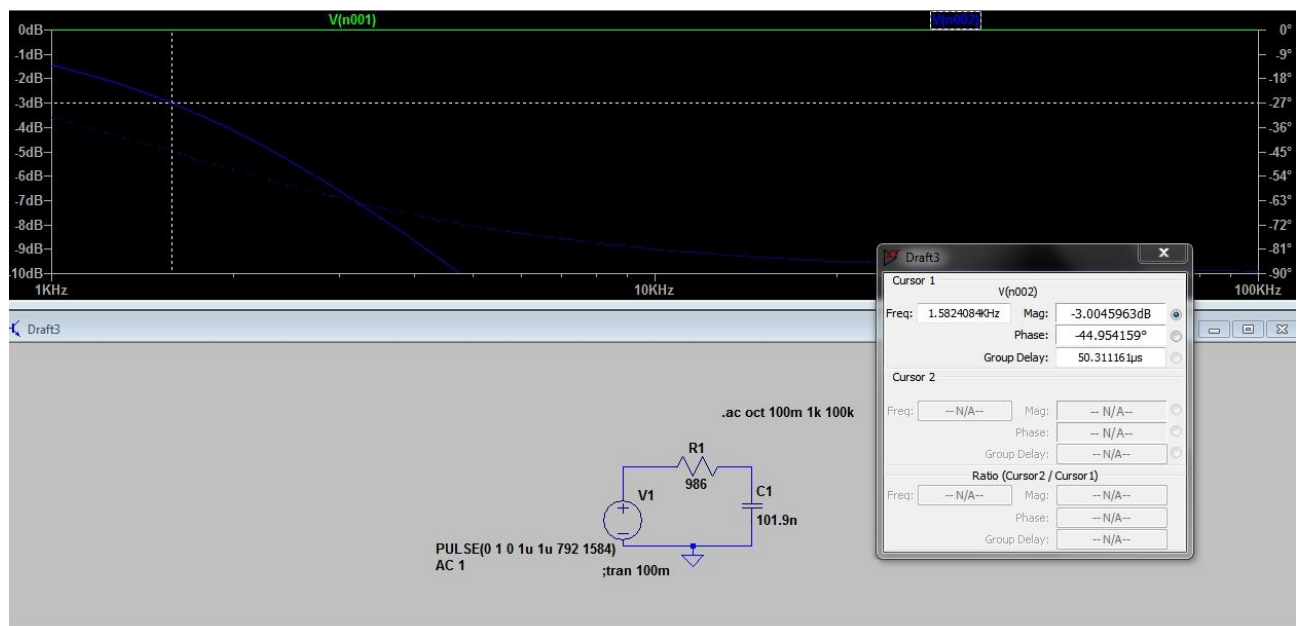 V(n001)
V(n002)
0dB
-1dB
-2dB
-3dB
-4dB
-5dB
-6dB
-7dB
-8dB
-9dB
-10dB
0°
-9°
-18°
-27°
-36°
-45°
-54°
-63°
-72°
-81°
-90°
1KHz
10KHz
100KHz
Draft3
Cursor 1
V(n002)
Freq: 1.5824084KHz Mag: -3.0045963dB
Phase: -44.954159°
Group Delay: 50.311161µs
Cursor 2
Freq: -- N/A-- Mag: -- N/A--
Phase: -- N/A--
Group Delay: -- N/A--
Ratio (Cursor2 / Cursor1)
Freq: -- N/A-- Mag: -- N/A--
Phase: -- N/A--
Group Delay: -- N/A--
Draft3
.ac oct 100m 1k 100k
R1
986
V1
C1
101.9n
PULSE(0 1 0 1u 1u 792 1584)
AC 1
;tran 100m